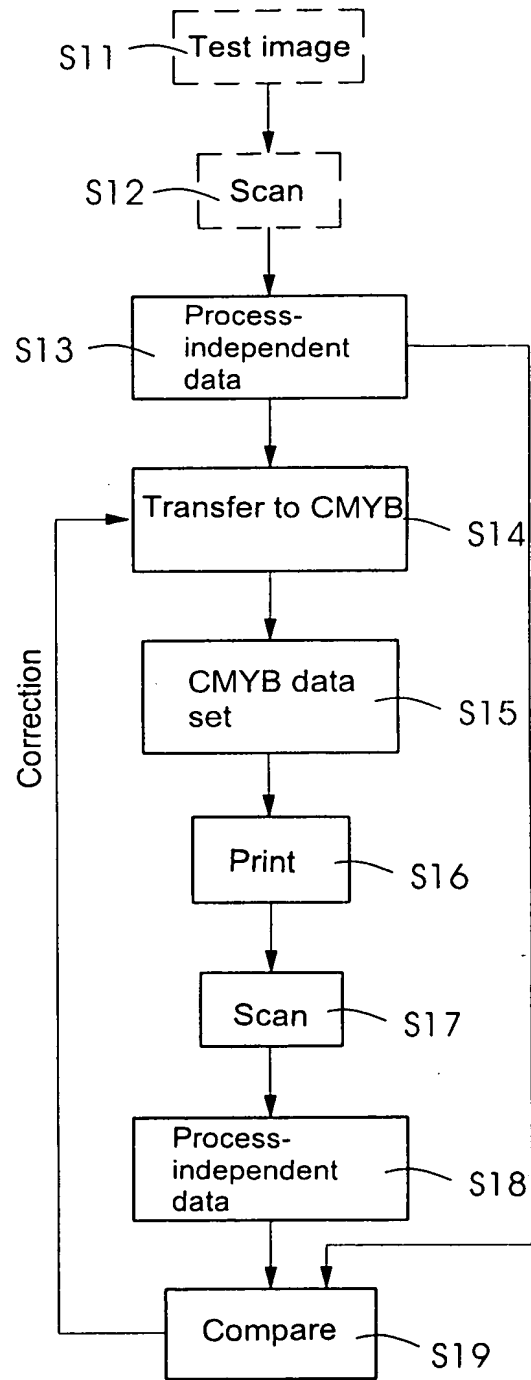 S11
Test image
S12
Scan
S13
Process-
independent
data
Transfer to CMYB
S14
Correction
CMYB data
set
S15
Print
S16
Scan
S17
Process-
independent
data
S18
Compare
S19